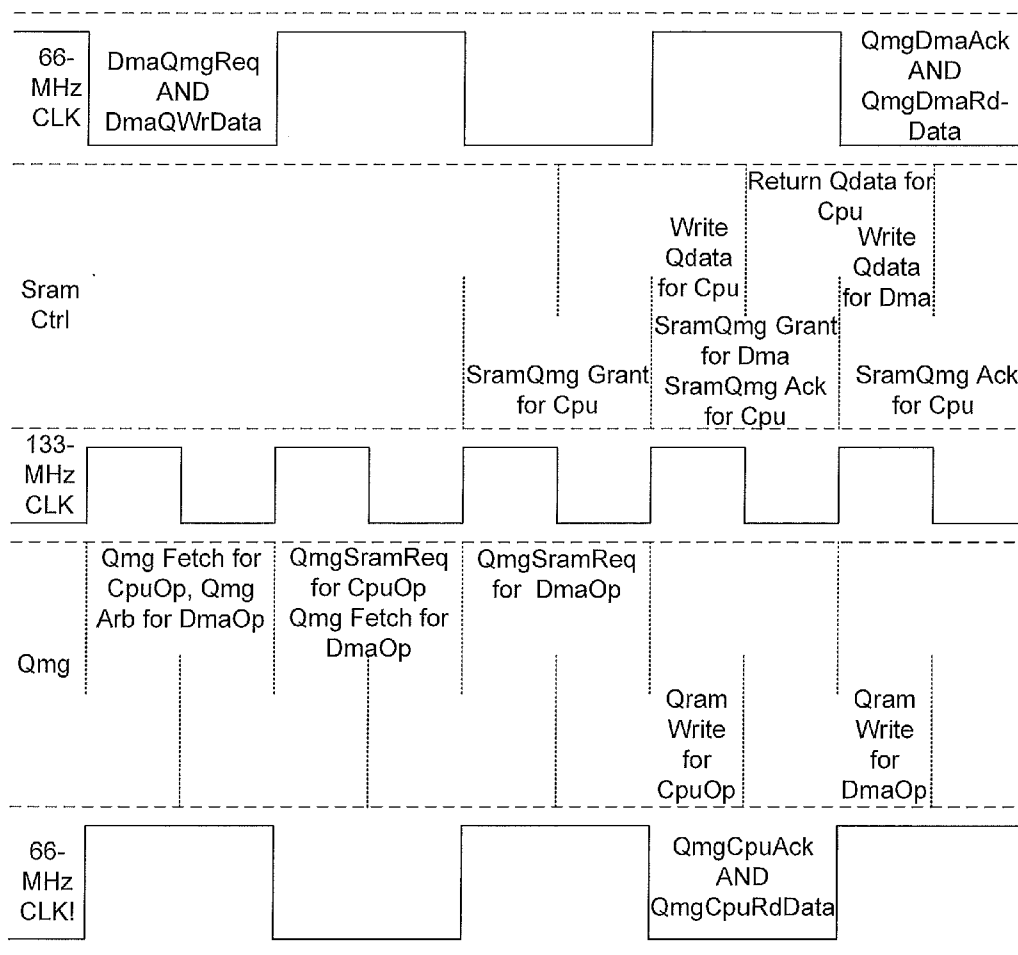 66-
MHz
CLK
DmaQmgReq
AND
DmaQWrData
QmgDmaAck
AND
QmgDmaRd-
Data
Sram
Ctrl
Return Qdata for
Cpu
Write
Qdata
for Cpu
Write
Qdata
for Dma
SramQmg Grant
for Cpu
SramQmg Grant
for Dma
SramQmg Ack
for Cpu
SramQmg Ack
for Cpu
133-
MHz
CLK
Qmg
Qmg Fetch for
CpuOp, Qmg
Arb for DmaOp
QmgSramReq
for CpuOp
Qmg Fetch for
DmaOp
QmgSramReq
for DmaOp
Qram
Write
for
CpuOp
Qram
Write
for
DmaOp
66-
MHz
CLK!
QmgCpuAck
AND
QmgCpuRdData